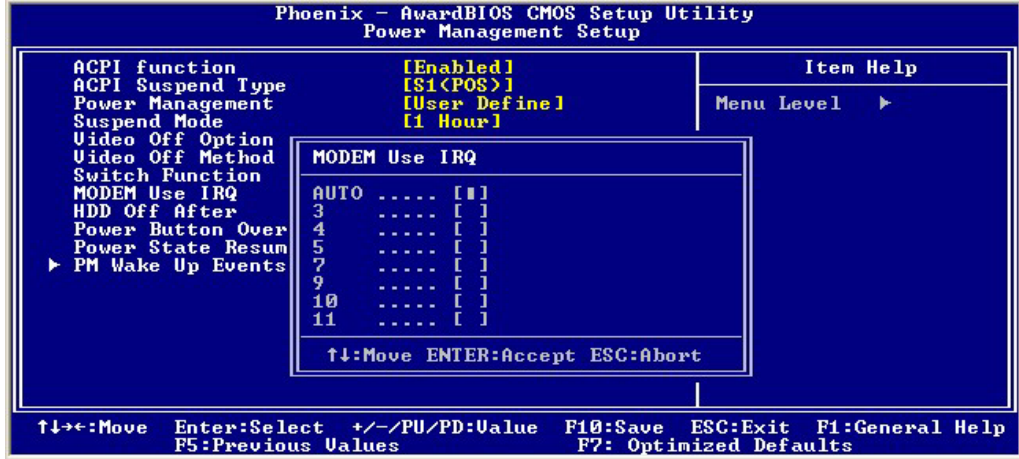 Phoenix - AwardBIOS CMOS Setup Utility
Power Management Setup
ACPI function [Enabled]
ACPI Suspend Type [S1(POS)]
Power Management [User Define]
Suspend Mode [1 Hour]
Video Off Option
Video Off Method
Switch Function
MODEM Use IRQ
HDD Off After
Power Button Over
Power State Resum
► PM Wake Up Events
Item Help
Menu Level ►
MODEM Use IRQ
AUTO ..... [■]
3 ..... [ ]
4 ..... [ ]
5 ..... [ ]
7 ..... [ ]
9 ..... [ ]
10 ..... [ ]
11 ..... [ ]
↑↓:Move ENTER:Accept ESC:Abort
↑↓→←:Move Enter:Select +/-/PU/PD:Value F10:Save ESC:Exit F1:General Help
F5:Previous Values F7: Optimized Defaults